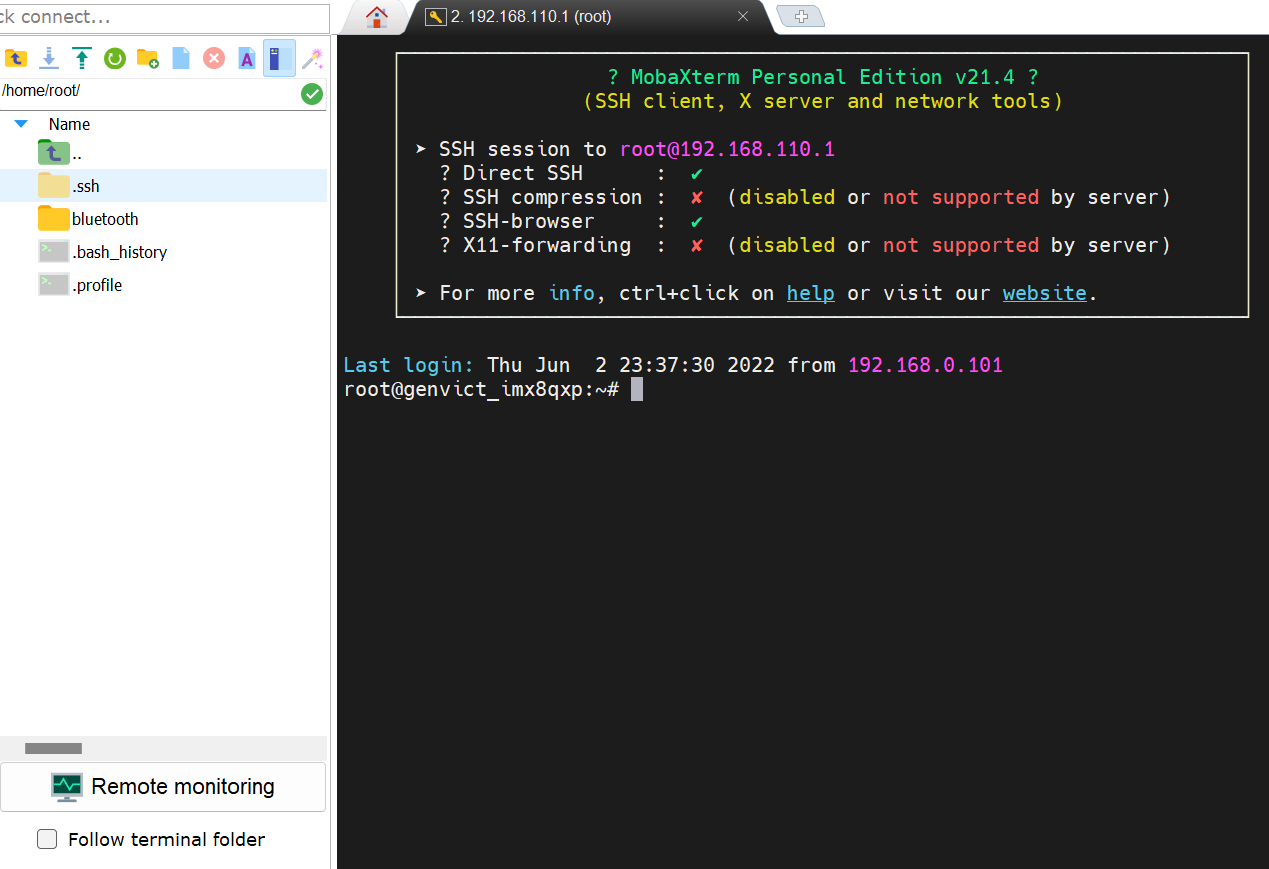 ck connect...
2. 192.168.110.1 (root)
/home/root/
Name
..
.ssh
bluetooth
.bash_history
.profile
Remote monitoring
Follow terminal folder
? MobaXterm Personal Edition v21.4 ?
(SSH client, X server and network tools)
➤ SSH session to root@192.168.110.1
? Direct SSH      :  ✔
? SSH compression :  ✘  (disabled or not supported by server)
? SSH-browser     :  ✔
? X11-forwarding  :  ✘  (disabled or not supported by server)
➤ For more info, ctrl+click on help or visit our website.
Last login: Thu Jun  2 23:37:30 2022 from 192.168.0.101
root@genvict_imx8qxp:~#